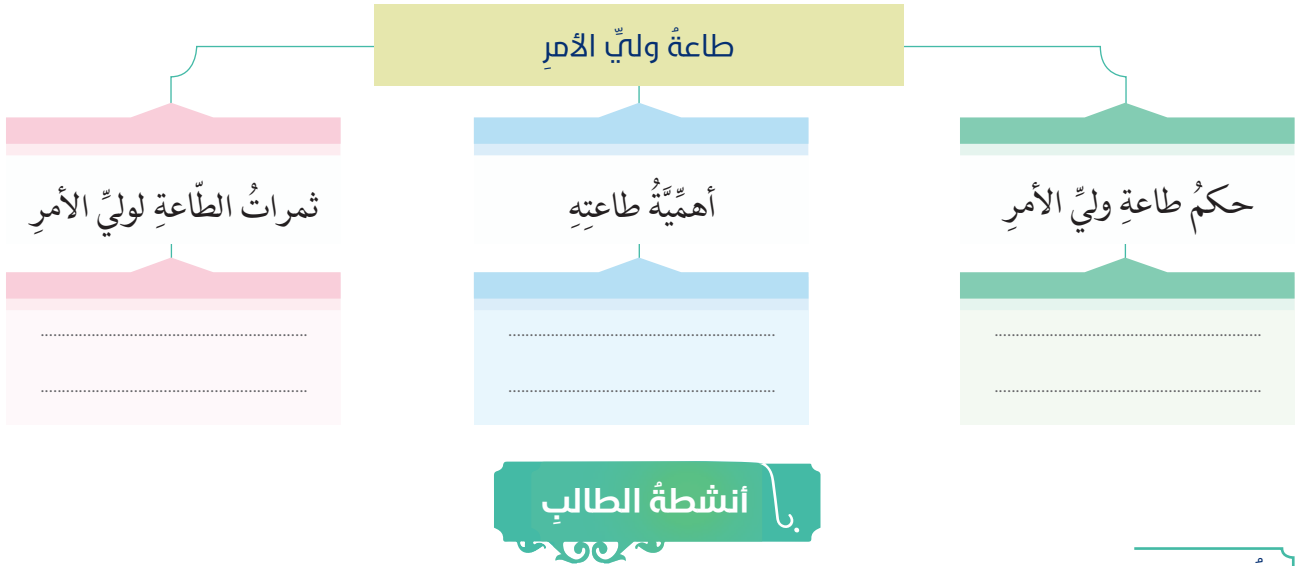 طاعةُ وليِّ الأمرِ
حكمُ طاعةِ وليِّ الأمرِ
أهمِّيَّةُ طاعتِهِ
ثمراتُ الطّاعةِ لوليِّ الأمرِ
أنشطةُ الطالبِ